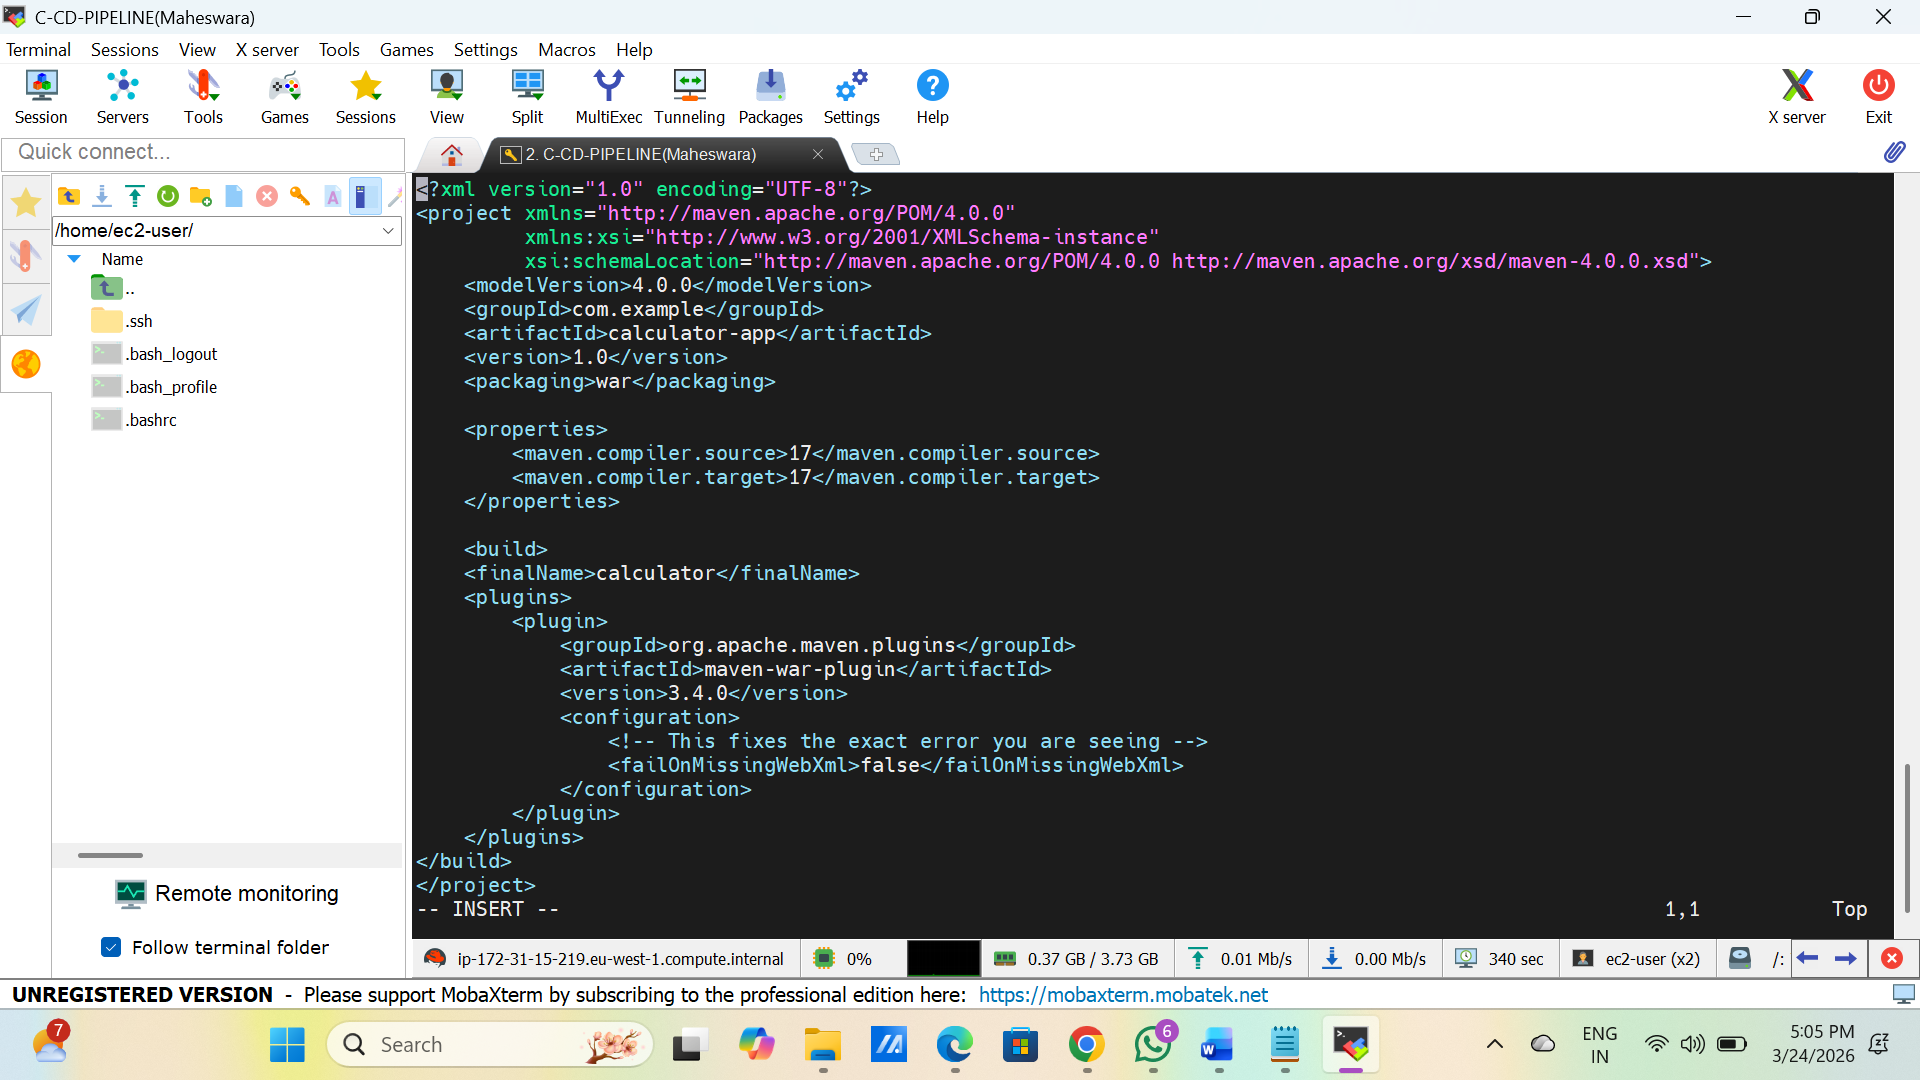 C-CD-PIPELINE(Maheswara)
Terminal Sessions View X server Tools Games Settings Macros Help
Session Servers Tools Games Sessions View Split MultiExec Tunneling Packages Settings Help X server Exit
Quick connect...
2. C-CD-PIPELINE(Maheswara)
/home/ec2-user/
Name
..
.ssh
.bash_logout
.bash_profile
.bashrc
Remote monitoring
Follow terminal folder
<?xml version="1.0" encoding="UTF-8"?>
<project xmlns="http://maven.apache.org/POM/4.0.0"
         xmlns:xsi="http://www.w3.org/2001/XMLSchema-instance"
         xsi:schemaLocation="http://maven.apache.org/POM/4.0.0 http://maven.apache.org/xsd/maven-4.0.0.xsd">
    <modelVersion>4.0.0</modelVersion>
    <groupId>com.example</groupId>
    <artifactId>calculator-app</artifactId>
    <version>1.0</version>
    <packaging>war</packaging>
    <properties>
        <maven.compiler.source>17</maven.compiler.source>
        <maven.compiler.target>17</maven.compiler.target>
    </properties>
    <build>
    <finalName>calculator</finalName>
    <plugins>
        <plugin>
            <groupId>org.apache.maven.plugins</groupId>
            <artifactId>maven-war-plugin</artifactId>
            <version>3.4.0</version>
            <configuration>
                <!-- This fixes the exact error you are seeing -->
                <failOnMissingWebXml>false</failOnMissingWebXml>
            </configuration>
        </plugin>
    </plugins>
</build>
</project>
-- INSERT -- 1,1 Top
ip-172-31-15-219.eu-west-1.compute.internal 0% 0.37 GB / 3.73 GB 0.01 Mb/s 0.00 Mb/s 340 sec ec2-user (x2) /:
UNREGISTERED VERSION - Please support MobaXterm by subscribing to the professional edition here: https://mobaxterm.mobatek.net
7
Search
6
ENG
IN
5:05 PM
3/24/2026